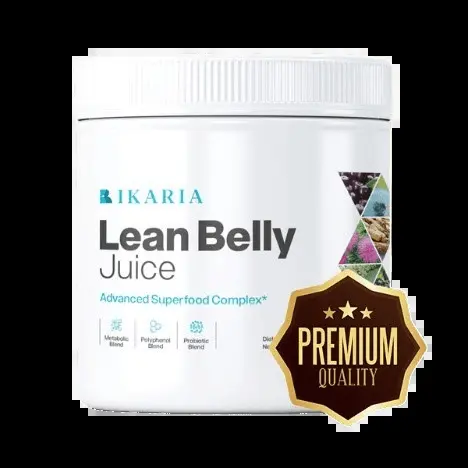 IKARIA
Lean Belly
Juice
Advanced Superfood Complex*
Metabolic
Blend
Polyphenol
Blend
Probiotic
Blend
PREMIUM
QUALITY